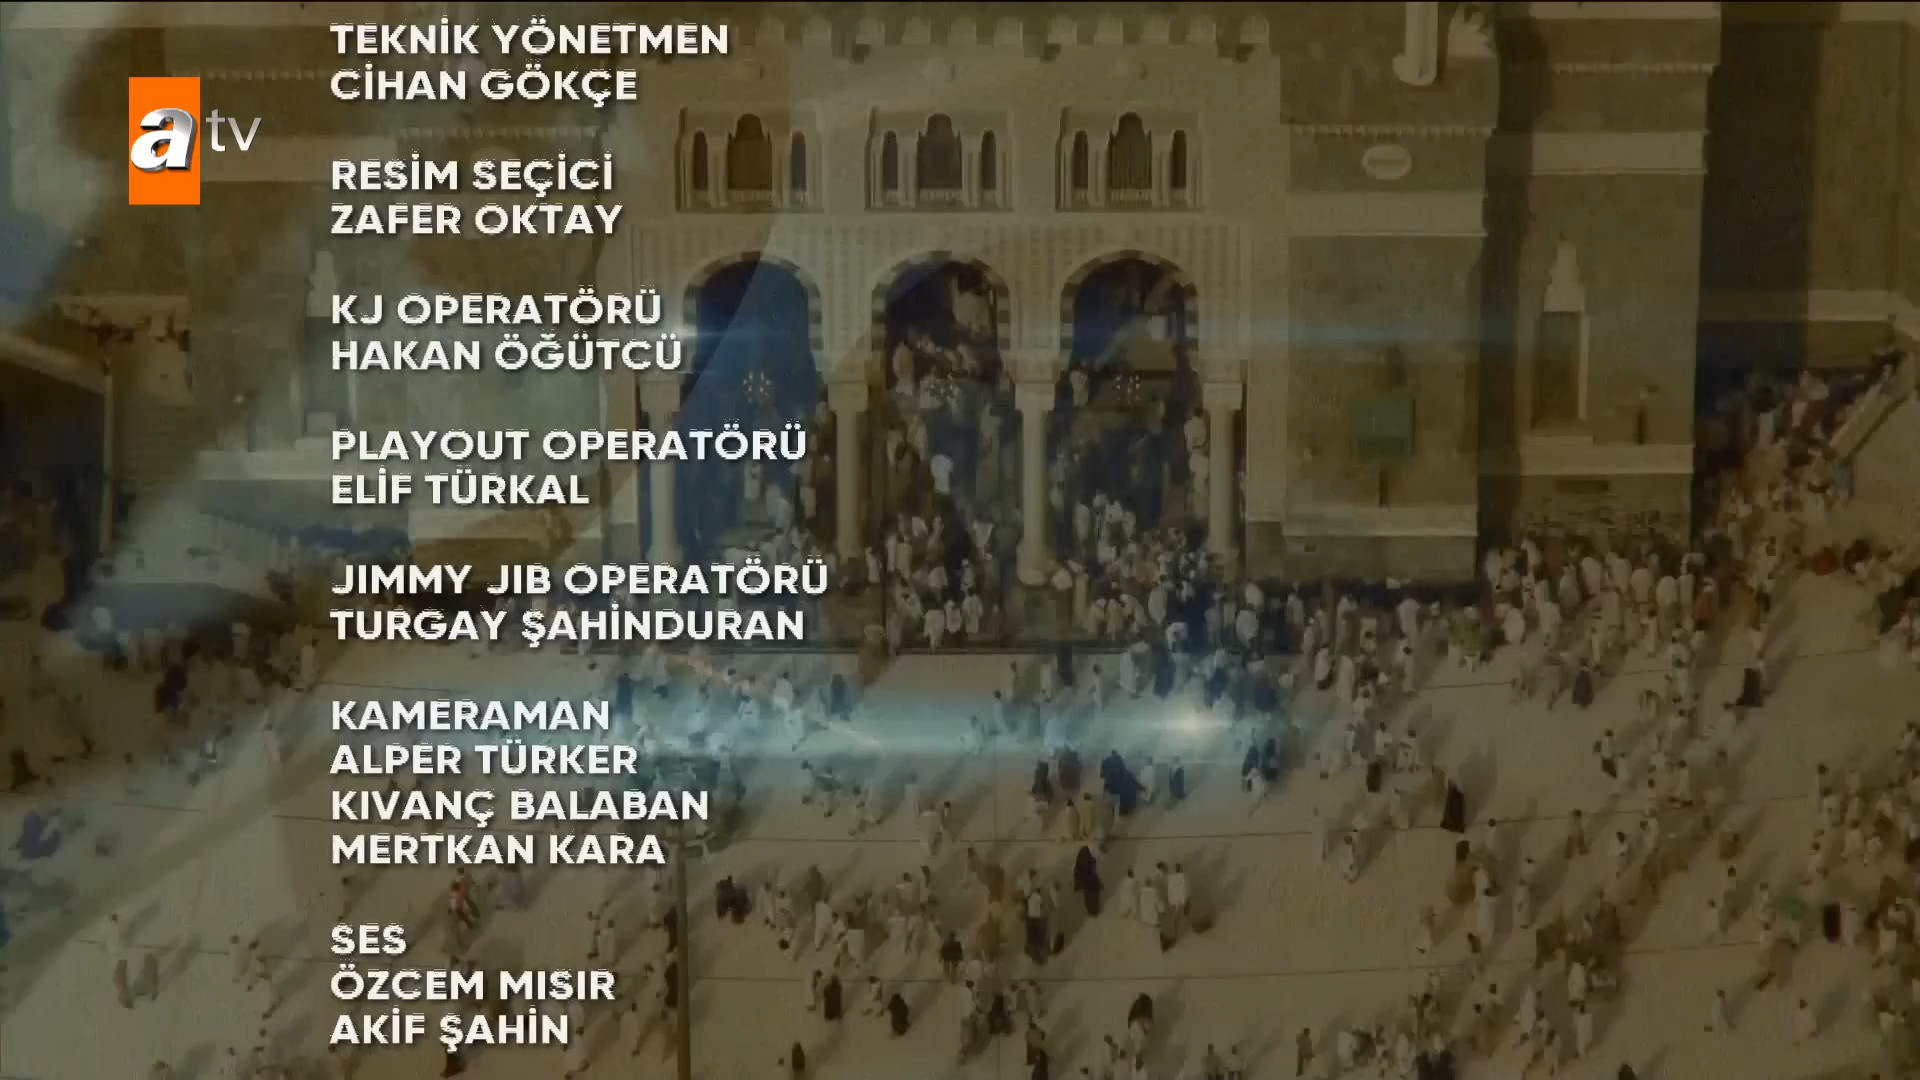 TEKNİK YÖNETMEN
CİHAN GÖKÇE
atv
RESİM SEÇİCİ
ZAFER OKTAY
KJ OPERATÖRÜ
HAKAN ÖĞÜTCÜ
PLAYOUT OPERATÖRÜ
ELİF TÜRKAL
JIMMY JIB OPERATÖRÜ
TURGAY ŞAHİNDURAN
KAMERAMAN
ALPER TÜRKER
KIVANÇ BALABAN
MERTKAN KARA
SES
ÖZCEM MISIR
AKİF ŞAHİN